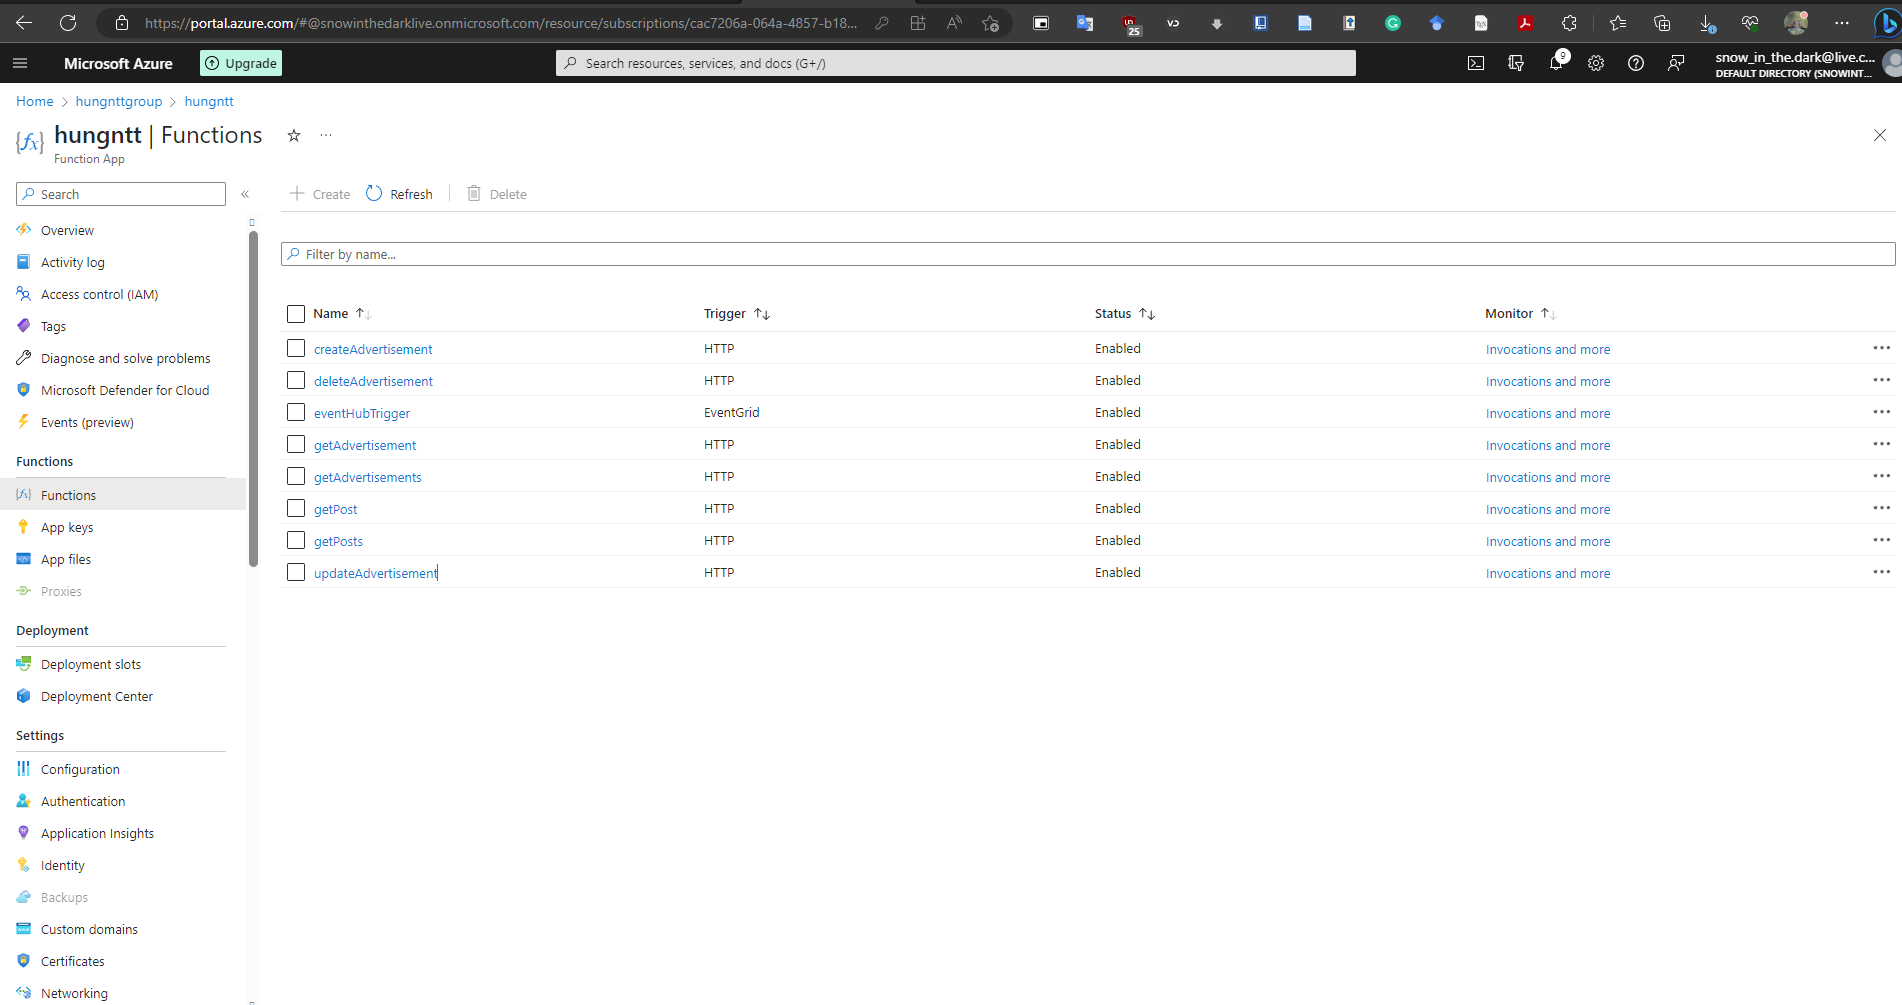 https://portal.azure.com/#@snowinthedarklive.onmicrosoft.com/resource/subscriptions/cac7206a-064a-4857-b18...
25
Microsoft Azure
Upgrade
Search resources, services, and docs (G+/)
9
snow_in_the.dark@live.c...
DEFAULT DIRECTORY (SNOWINT...
Home > hungnttgroup > hungntt
hungntt | Functions
Function App
Search
«
Create
Refresh
Delete
Filter by name...
Overview
Activity log
Access control (IAM)
Tags
Diagnose and solve problems
Microsoft Defender for Cloud
Events (preview)
Functions
Functions
App keys
App files
Proxies
Deployment
Deployment slots
Deployment Center
Settings
Configuration
Authentication
Application Insights
Identity
Backups
Custom domains
Certificates
Networking
Name Trigger Status Monitor
createAdvertisement HTTP Enabled Invocations and more
deleteAdvertisement HTTP Enabled Invocations and more
eventHubTrigger EventGrid Enabled Invocations and more
getAdvertisement HTTP Enabled Invocations and more
getAdvertisements HTTP Enabled Invocations and more
getPost HTTP Enabled Invocations and more
getPosts HTTP Enabled Invocations and more
updateAdvertisement HTTP Enabled Invocations and more